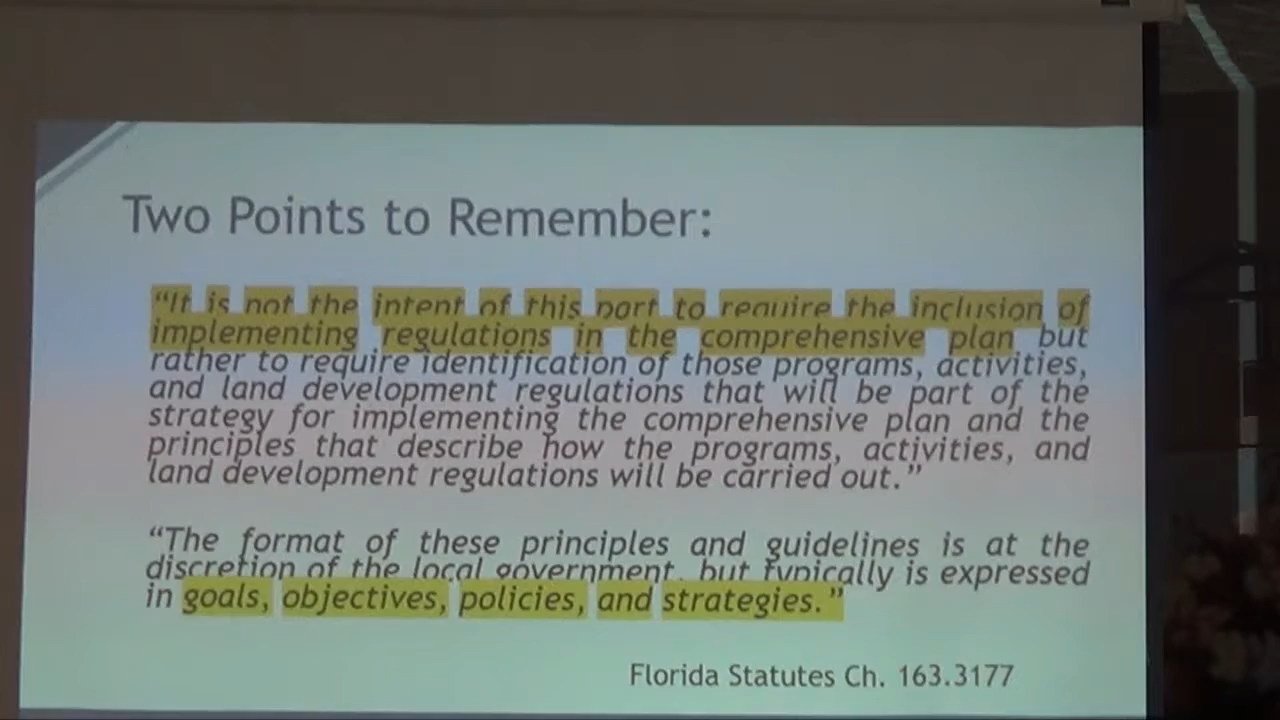 Two Points to Remember:
“It is not the intent of this part to require the inclusion of
implementing regulations in the comprehensive plan but
rather to require identification of those programs, activities,
and land development regulations that will be part of the
strategy for implementing the comprehensive plan and the
principles that describe how the programs, activities, and
land development regulations will be carried out.”
“The format of these principles and guidelines is at the
discretion of the local government, but typically is expressed
in goals, objectives, policies, and strategies.”
Florida Statutes Ch. 163.3177